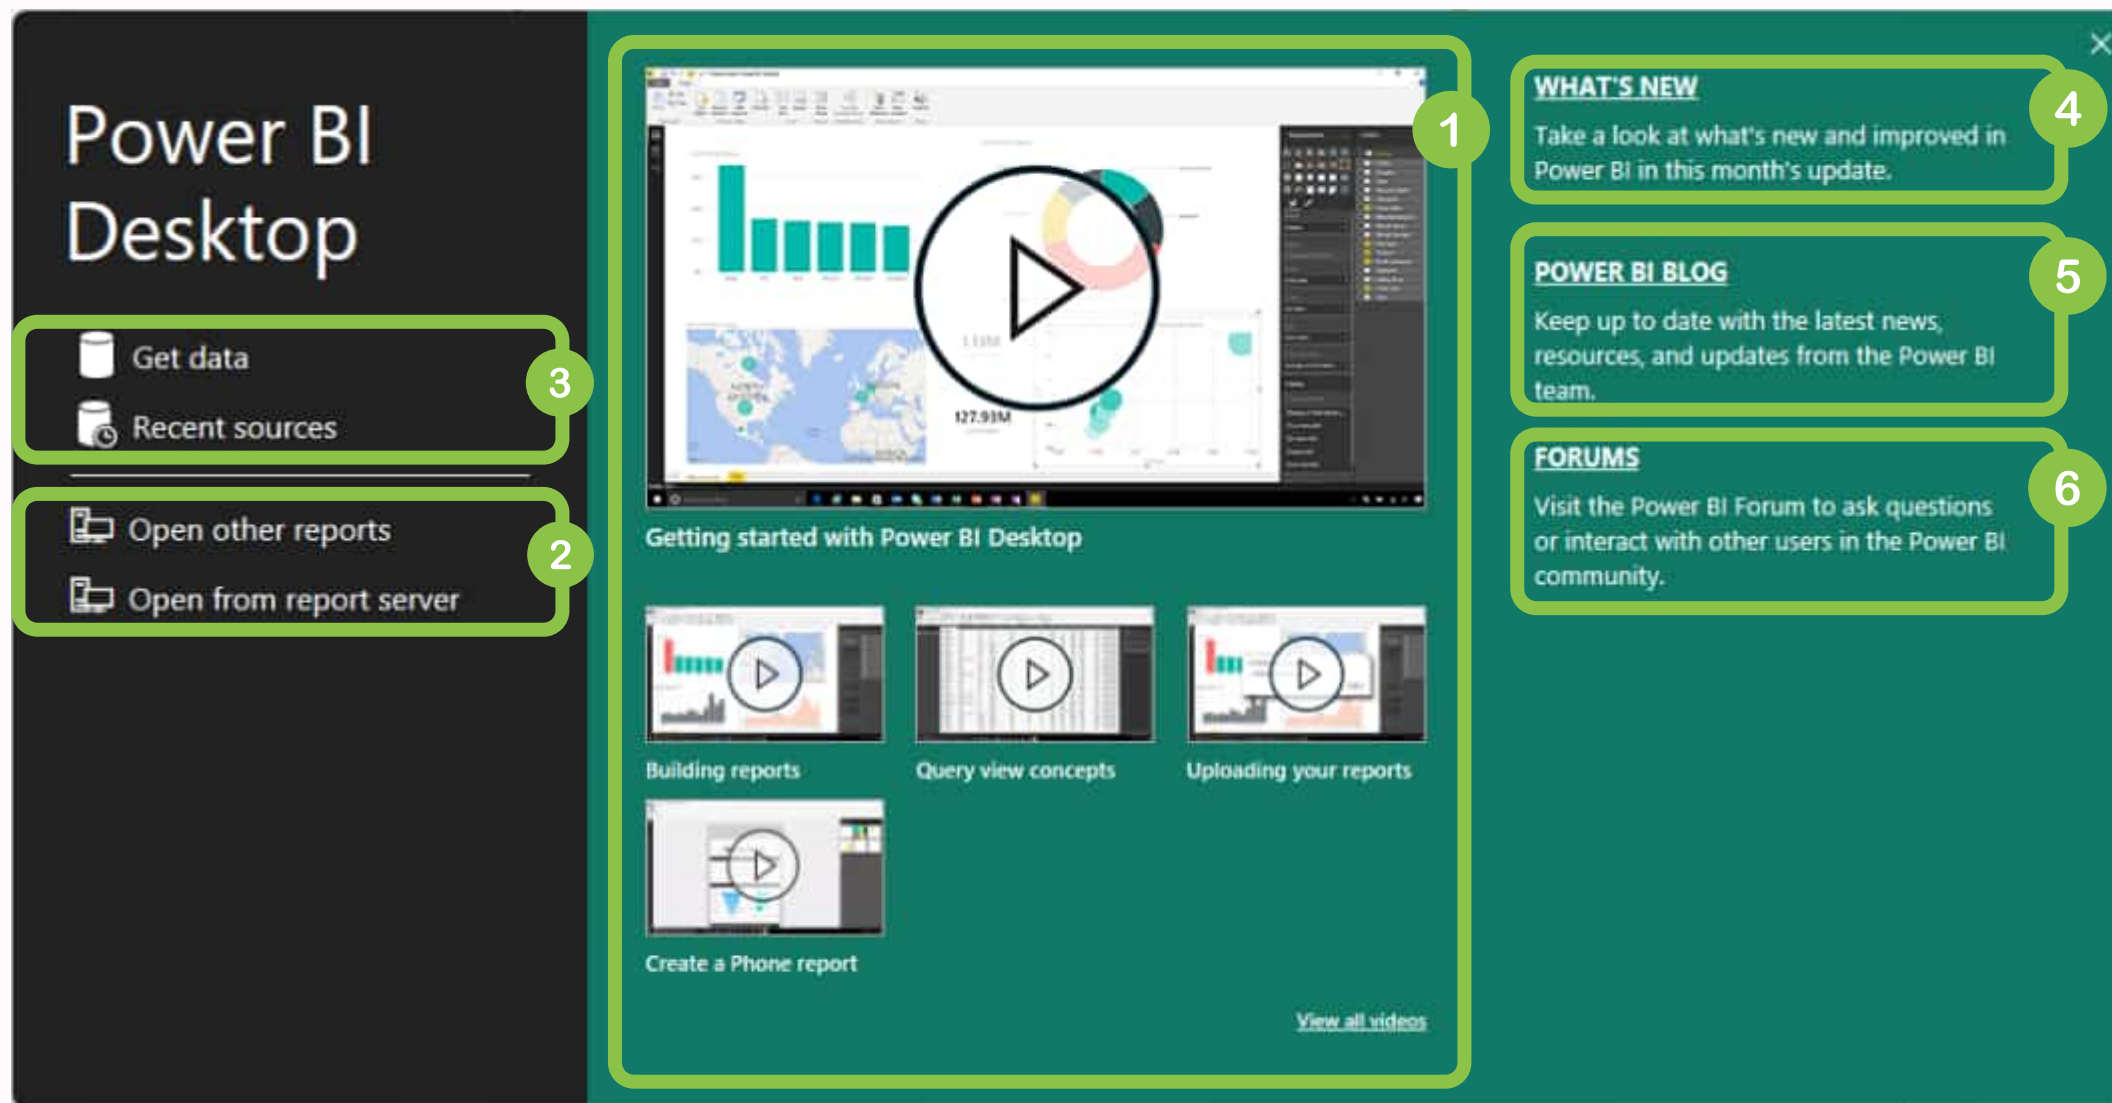 Power BI
Desktop
Get data
Recent sources
3
Open other reports
Open from report server
2
1
127.93M
Getting started with Power BI Desktop
Building reports
Query view concepts
Uploading your reports
Create a Phone report
View all videos
WHAT'S NEW
Take a look at what's new and improved in
Power BI in this month's update.
4
POWER BI BLOG
Keep up to date with the latest news,
resources, and updates from the Power BI
team.
5
FORUMS
Visit the Power BI Forum to ask questions
or interact with other users in the Power BI
community.
6